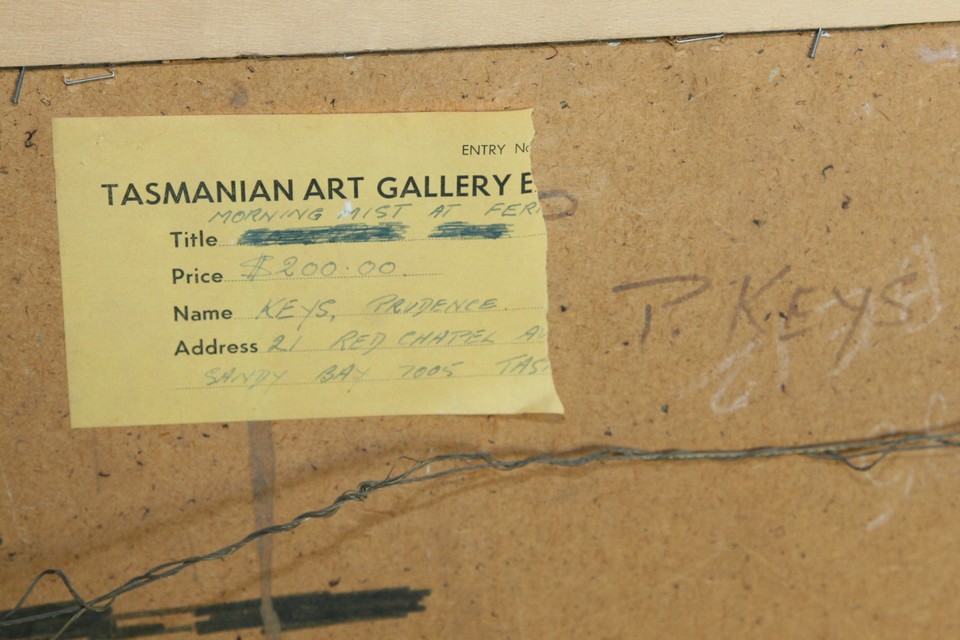 ENTRY No
TASMANIAN ART GALLERY E
MORNING MIST AT FER
Title
Price $200.00.
Name KEYS, PRUDENCE.
Address 21 RED CHAPEL AV
SANDY BAY 7005 TAS
P. KEYS